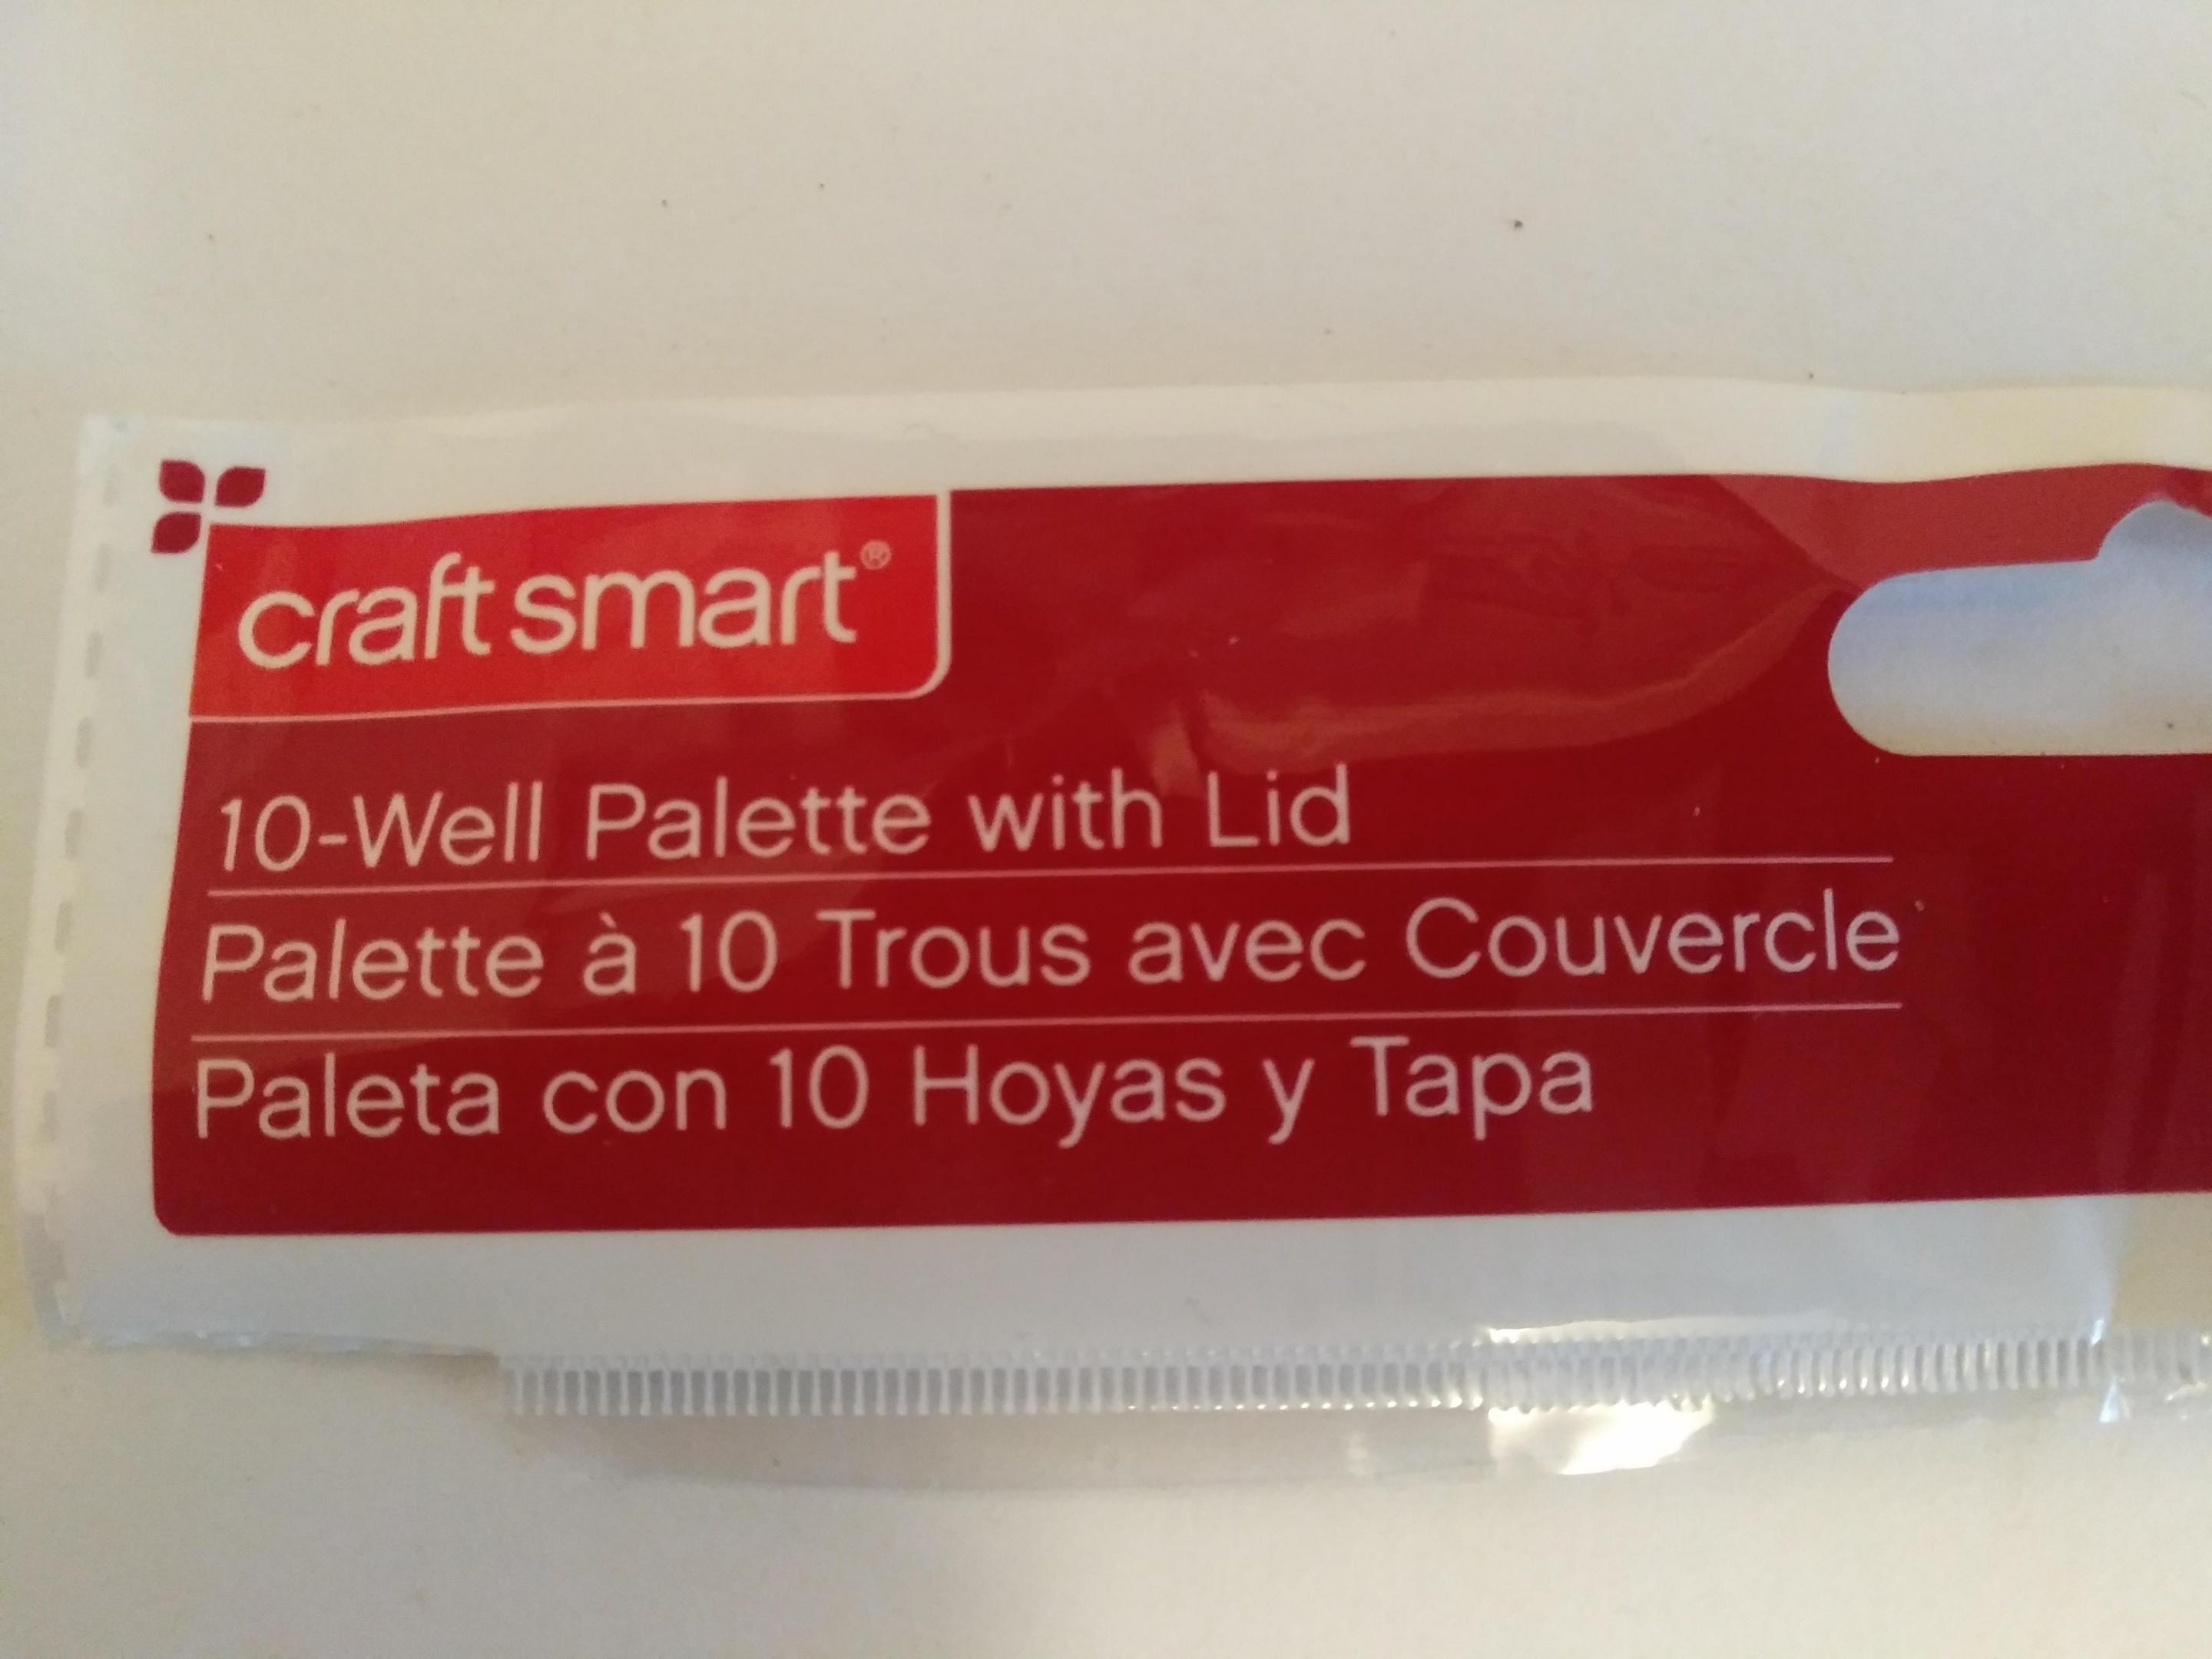 craft smart®
10-Well Palette with Lid
Palette à 10 Trous avec Couvercle
Paleta con 10 Hoyas y Tapa